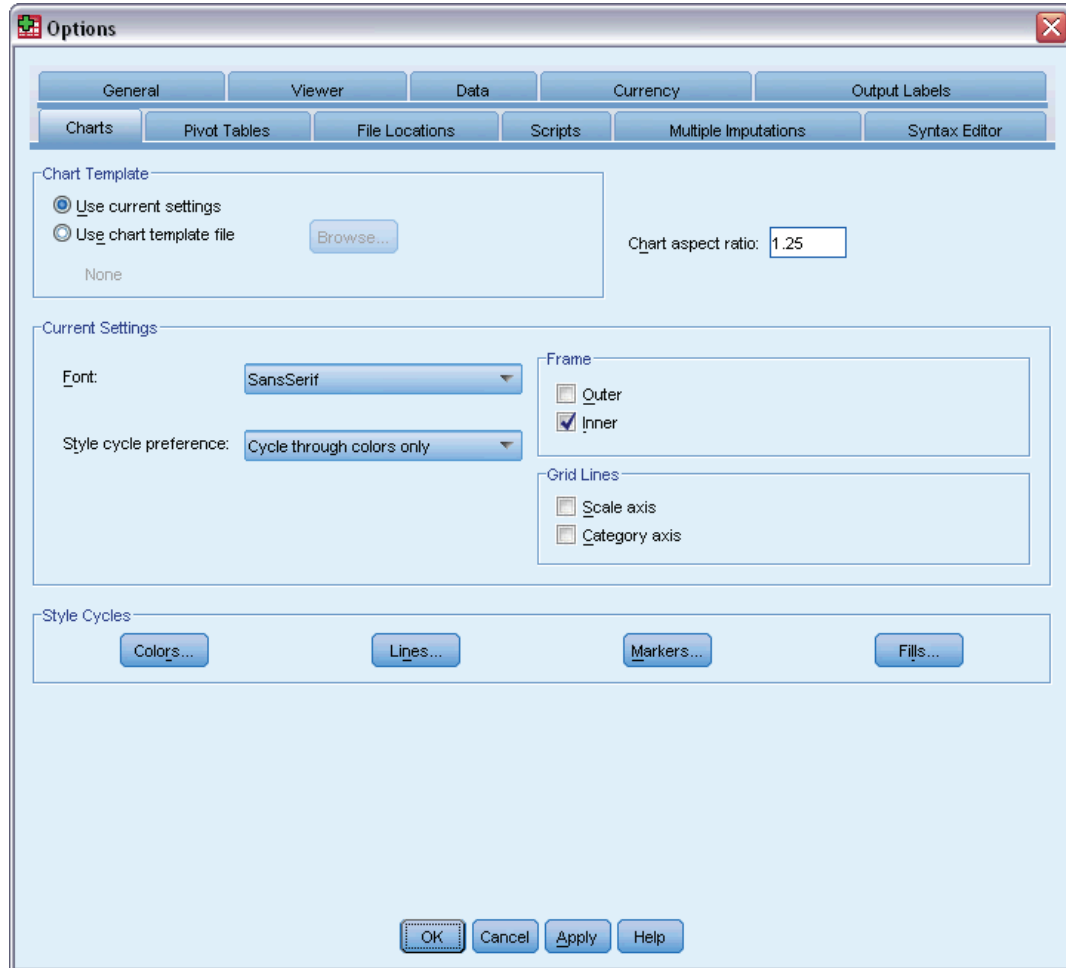 Options
General Viewer Data Currency Output Labels
Charts Pivot Tables File Locations Scripts Multiple Imputations Syntax Editor
Chart Template
Use current settings
Use chart template file Browse...
None
Chart aspect ratio: 1.25
Current Settings
Font: SansSerif
Style cycle preference: Cycle through colors only
Frame
Outer
Inner
Grid Lines
Scale axis
Category axis
Style Cycles
Colors... Lines... Markers... Fills...
OK Cancel Apply Help